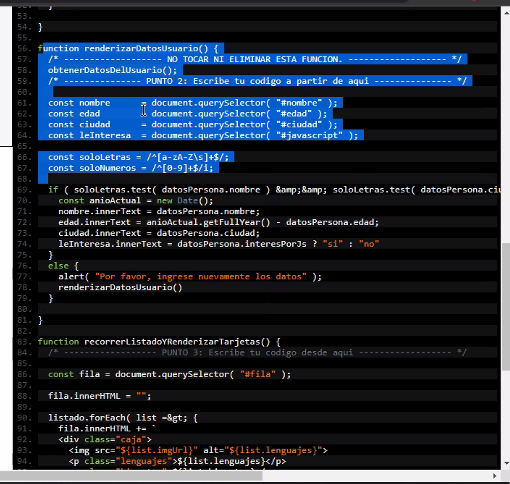 52. }
53.
54. }
55.
56. function renderizarDatosUsuario() {
57. /* ------------------- NO TOCAR NI ELIMINAR ESTA FUNCION. ------------------- */
58. obtenerDatosDelUsuario();
59. /* --------------- PUNTO 2: Escribe tu codigo a partir de aqui --------------- */
60.
61. const nombre = document.querySelector( "#nombre" );
62. const edad = document.querySelector( "#edad" );
63. const ciudad = document.querySelector( "#ciudad" );
64. const leInteresa = document.querySelector( "#javascript" );
65.
66. const soloLetras = /^[a-zA-Z\s]+$/;
67. const soloNumeros = /^[0-9]+$/i;
68.
69. if ( soloLetras.test( datosPersona.nombre ) &amp;&amp; soloLetras.test( datosPersona.ciu
70. const anioActual = new Date();
71. nombre.innerText = datosPersona.nombre;
72. edad.innerText = anioActual.getFullYear() - datosPersona.edad;
73. ciudad.innerText = datosPersona.ciudad;
74. leInteresa.innerText = datosPersona.interesPorJs ? "si" : "no"
75. }
76. else {
77. alert( "Por favor, ingrese nuevamente los datos" );
78. renderizarDatosUsuario()
79. }
80.
81. }
82.
83. function recorrerListadoYRenderizarTarjetas() {
84. /* ------------------ PUNTO 3: Escribe tu codigo desde aqui ------------------ */
85.
86. const fila = document.querySelector( "#fila" );
87.
88. fila.innerHTML = "";
89.
90. listado.forEach( list =&gt; {
91. fila.innerHTML += `
92. <div class="caja">
93. <img src="${list.imgUrl}" alt="${list.lenguajes}">
94. <p class="lenguajes">${list.lenguajes}</p>